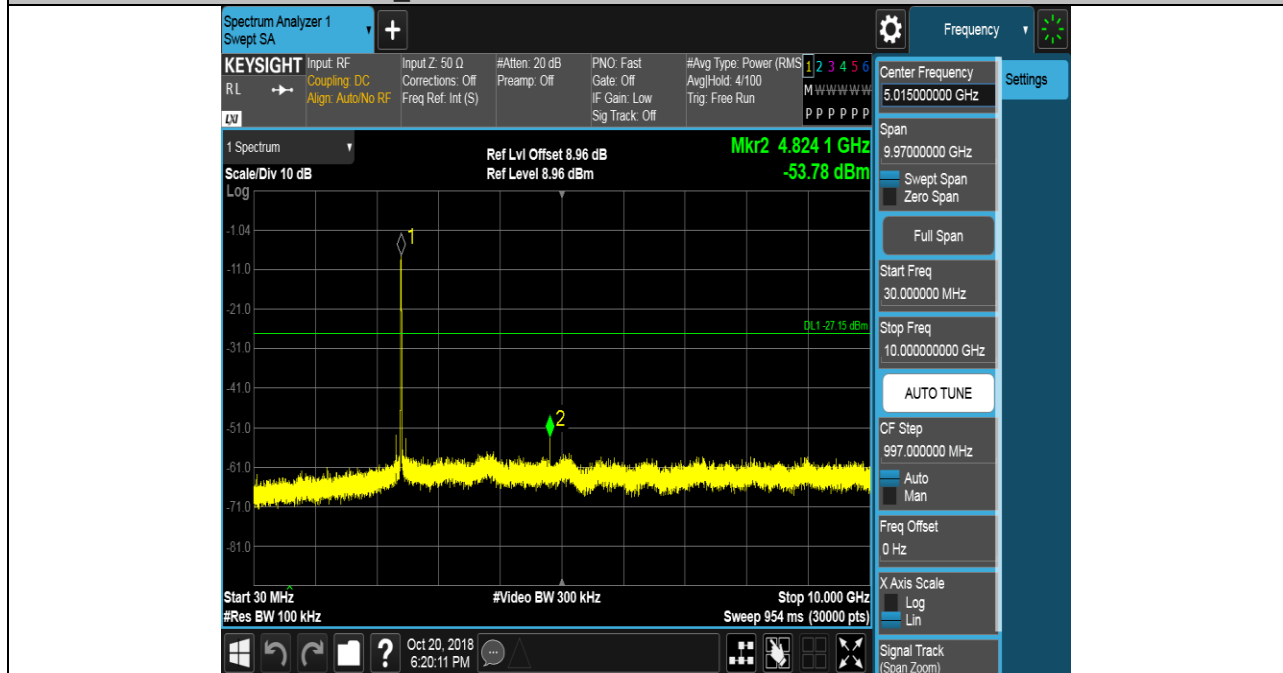 Spectrum Analyzer 1
Swept SA
Frequency
KEYSIGHT
RL
LXI
Input: RF
Coupling: DC
Align: Auto/No RF
Input Z: 50 Ω
Corrections: Off
Freq Ref: Int (S)
#Atten: 20 dB
Preamp: Off
PNO: Fast
Gate: Off
IF Gain: Low
Sig Track: Off
#Avg Type: Power (RMS
Avg|Hold: 4/100
Trig: Free Run
1 2 3 4 5 6
M W W W W W
P P P P P P
1 Spectrum
Scale/Div 10 dB
Log
Ref Lvl Offset 8.96 dB
Ref Level 8.96 dBm
Mkr2 4.824 1 GHz
-53.78 dBm
-1.04
-11.0
-21.0
-31.0
-41.0
-51.0
-61.0
-71.0
-81.0
1
2
DL1 -27.15 dBm
Start 30 MHz
#Res BW 100 kHz
#Video BW 300 kHz
Stop 10.000 GHz
Sweep 954 ms (30000 pts)
Oct 20, 2018
6:20:11 PM
Center Frequency
5.015000000 GHz
Settings
Span
9.97000000 GHz
Swept Span
Zero Span
Full Span
Start Freq
30.000000 MHz
Stop Freq
10.000000000 GHz
AUTO TUNE
CF Step
997.000000 MHz
Auto
Man
Freq Offset
0 Hz
X Axis Scale
Log
Lin
Signal Track
(Span Zoom)